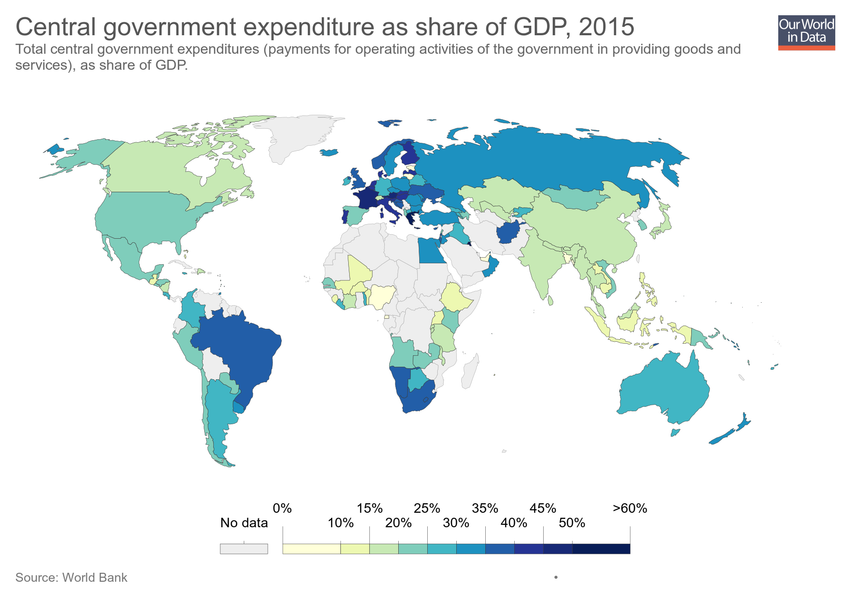 Central government expenditure as share of GDP, 2015
Total central government expenditures (payments for operating activities of the government in providing goods and
services), as share of GDP.
Our World
in Data
0% 15% 25% 35% 45% >60%
No data 10% 20% 30% 40% 50%
Source: World Bank